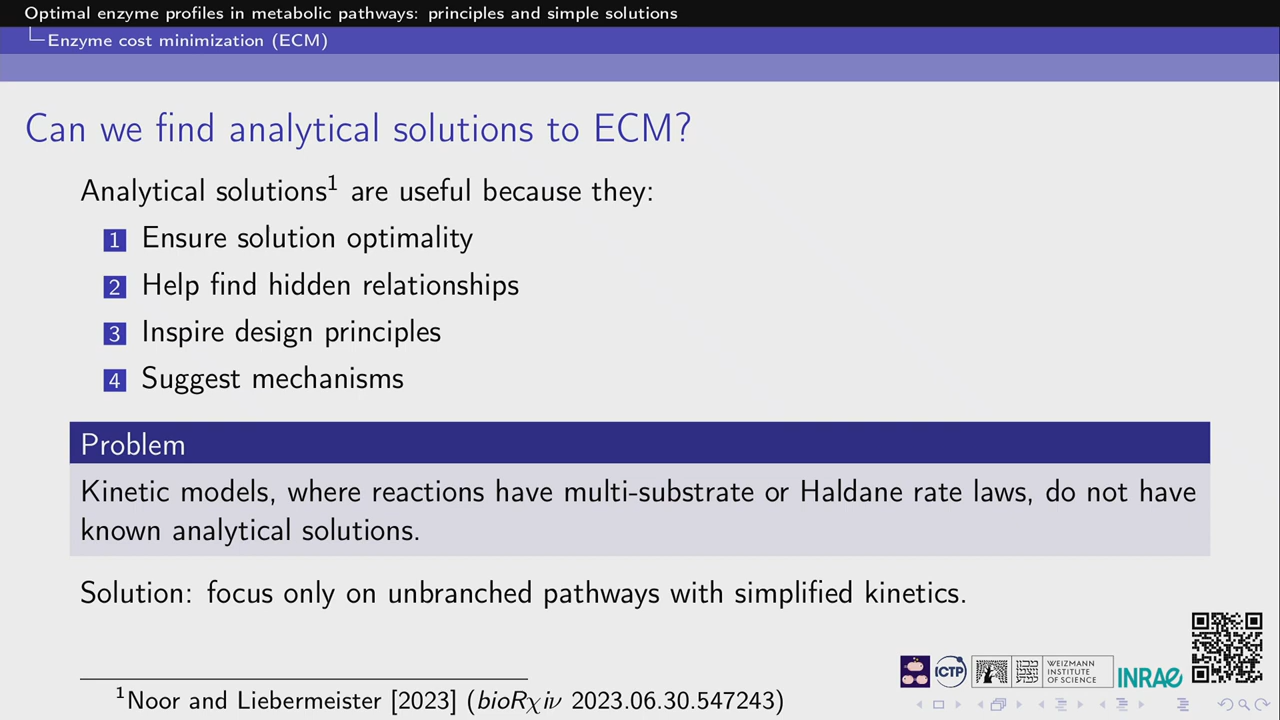 Optimal enzyme profiles in metabolic pathways: principles and simple solutions
Enzyme cost minimization (ECM)
Can we find analytical solutions to ECM?
Analytical solutions¹ are useful because they:
1 Ensure solution optimality
2 Help find hidden relationships
3 Inspire design principles
4 Suggest mechanisms
Problem
Kinetic models, where reactions have multi-substrate or Haldane rate laws, do not have
known analytical solutions.
Solution: focus only on unbranched pathways with simplified kinetics.
¹Noor and Liebermeister [2023] (bioRχiv 2023.06.30.547243)
ICTP
WEIZMANN
INSTITUTE
OF SCIENCE
INRAE